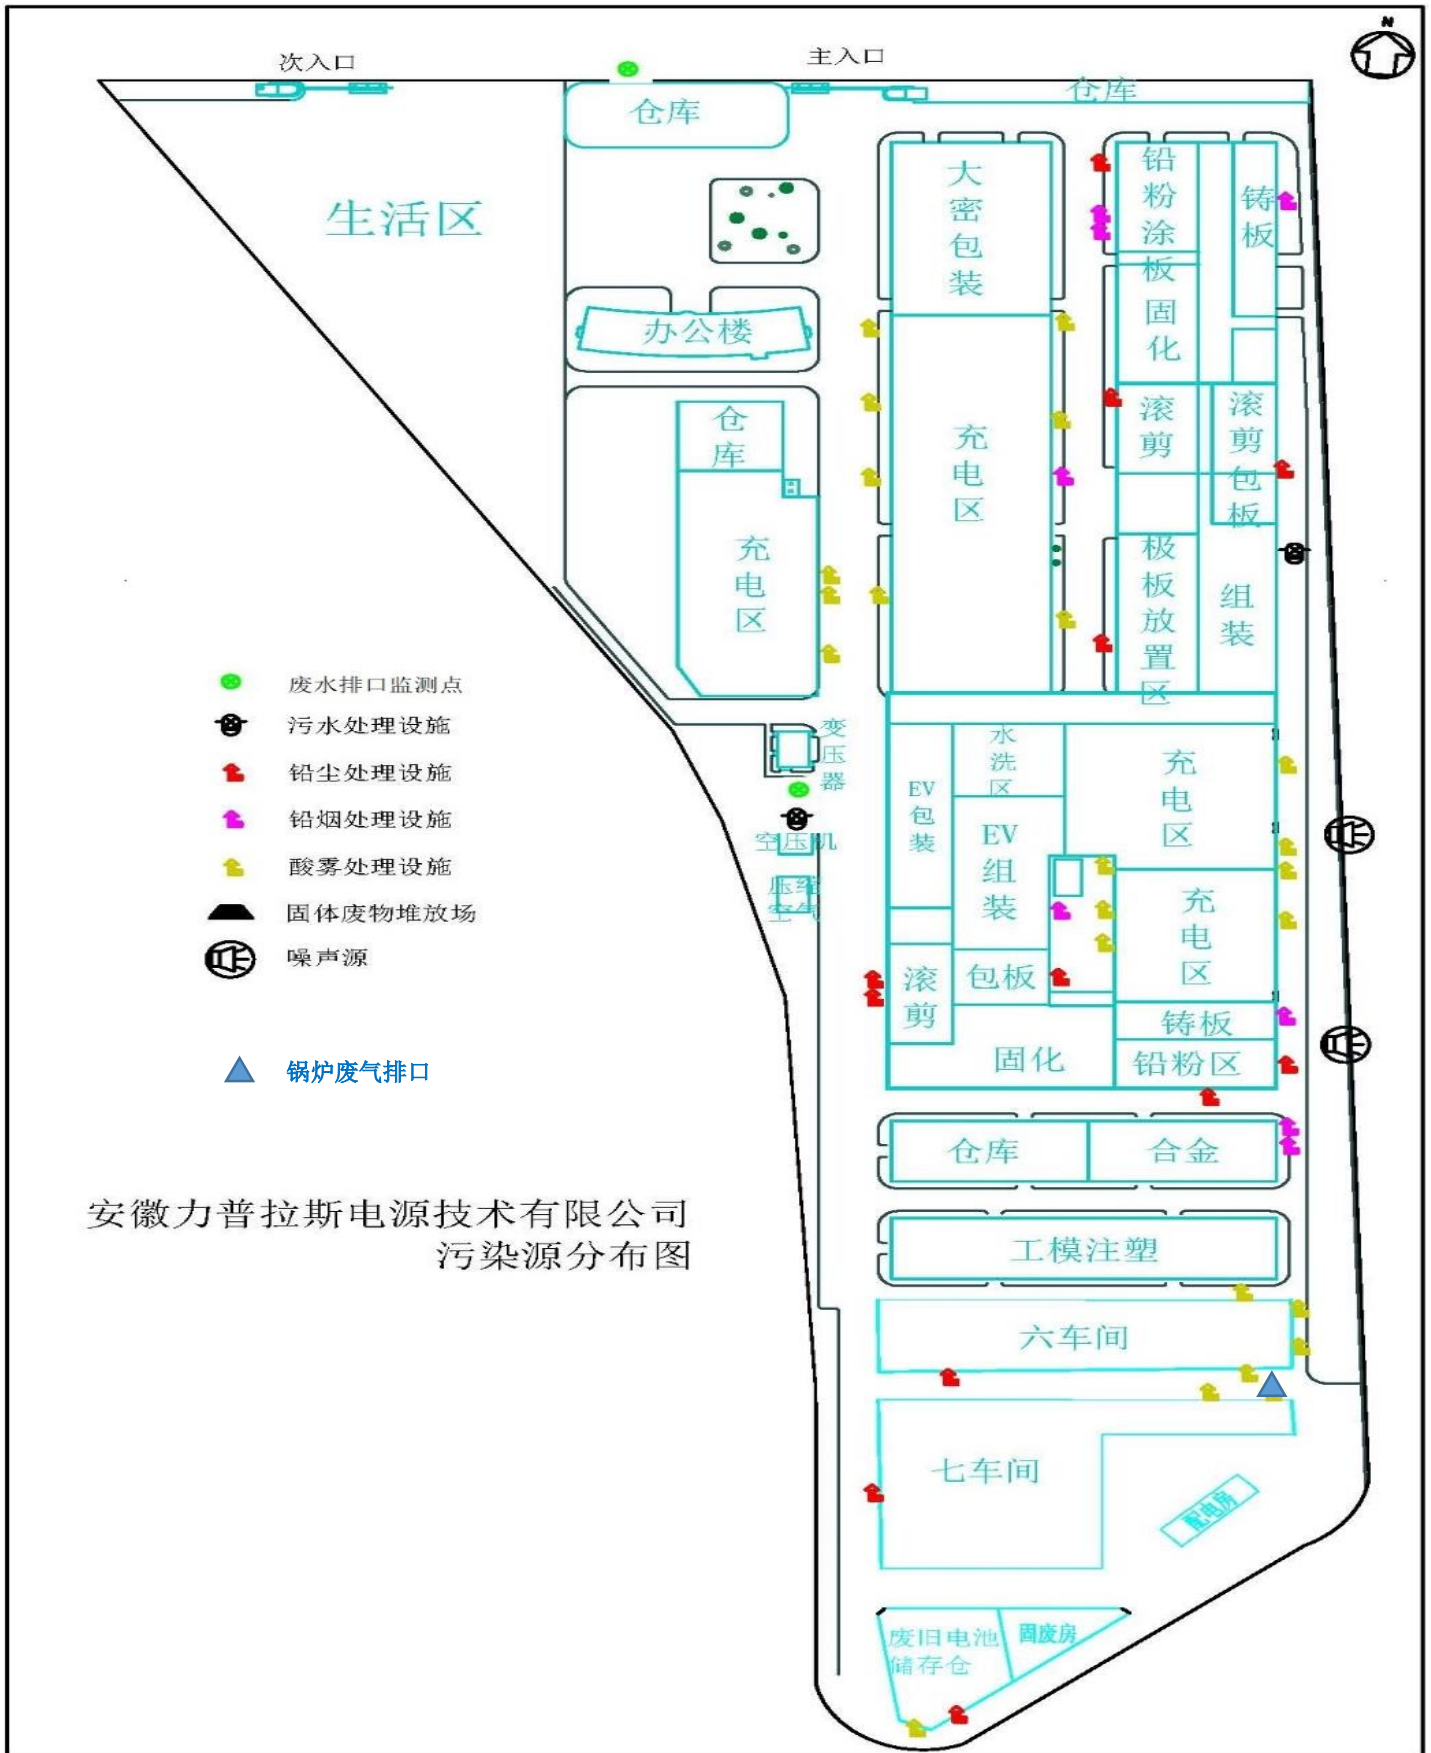 N
次入口
主入口
仓库
仓库
生活区
大密包装
铅粉涂板
铸板
固化
办公楼
仓库
充电区
滚剪
滚剪
包板
充电区
极板放置区
组装
废水排口监测点
污水处理设施
铅尘处理设施
铅烟处理设施
酸雾处理设施
固体废物堆放场
噪声源
锅炉废气排口
变压器
空压机
压缩空气
EV包装
水洗区
充电区
EV组装
充电区
滚剪
包板
铸板
固化
铅粉区
仓库
合金
安徽力普拉斯电源技术有限公司
污染源分布图
工模注塑
六车间
七车间
配电房
废旧电池
储存仓
固废房